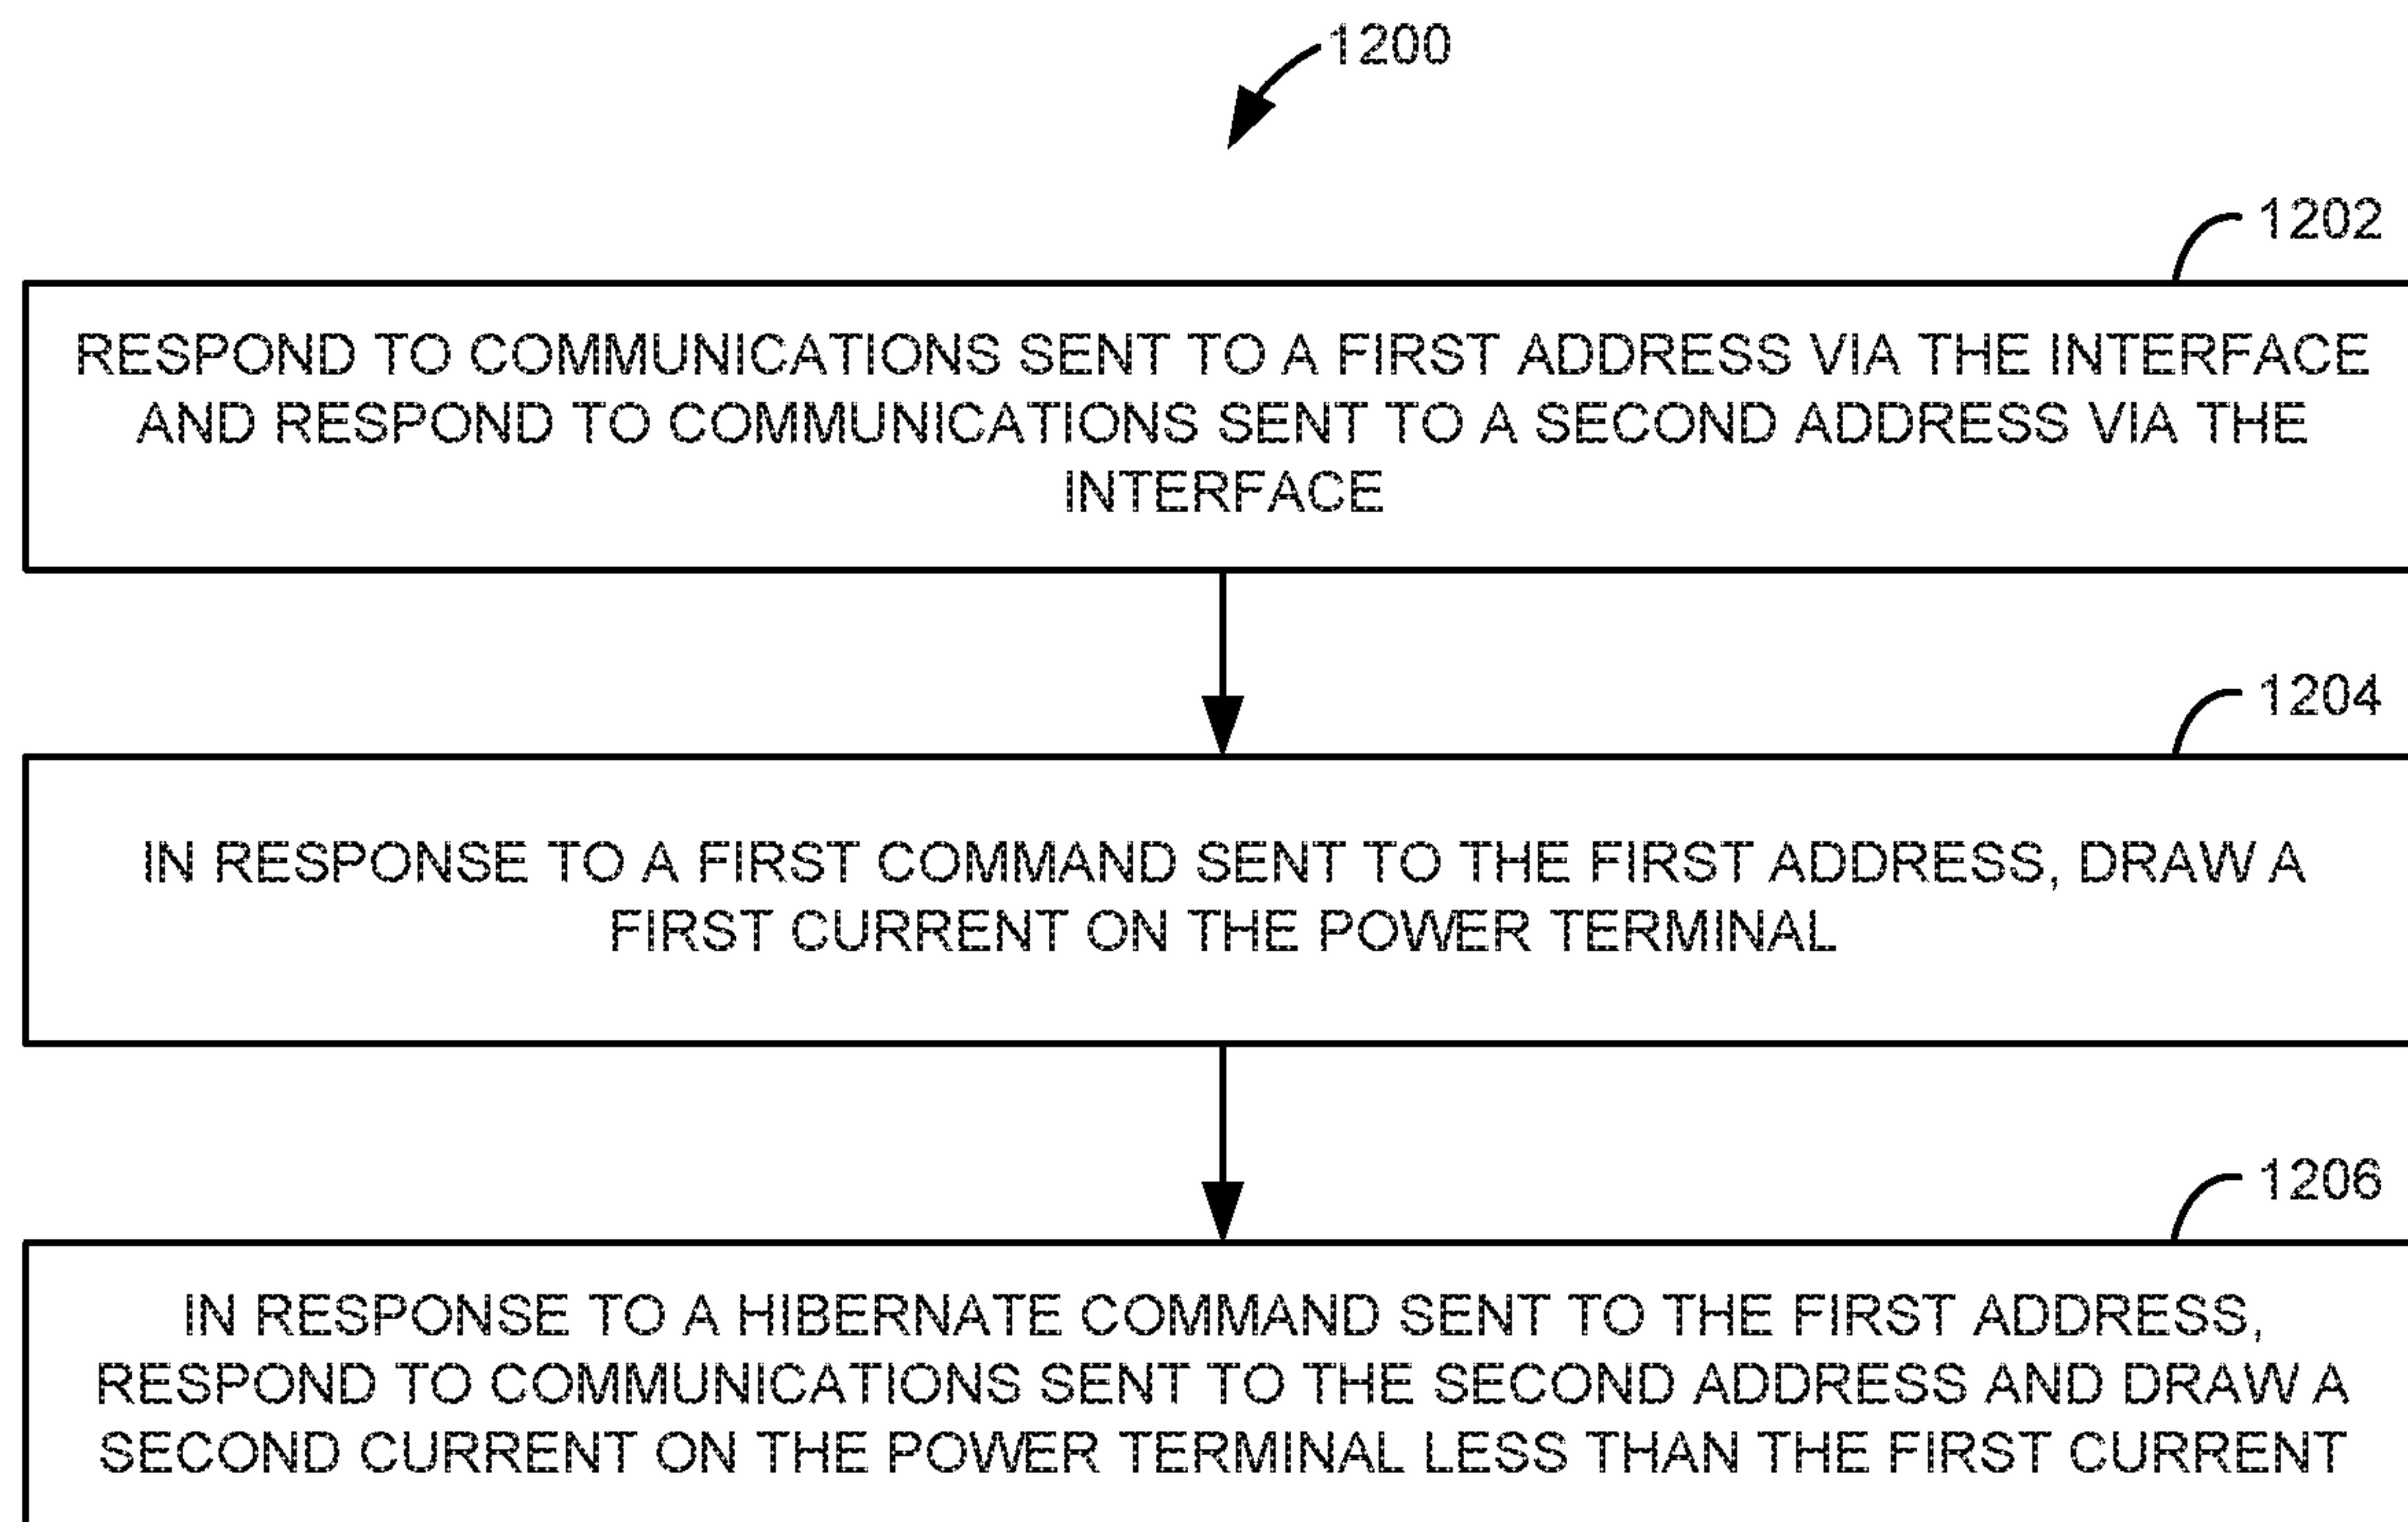 1200
1202
RESPOND TO COMMUNICATIONS SENT TO A FIRST ADDRESS VIA THE INTERFACE
AND RESPOND TO COMMUNICATIONS SENT TO A SECOND ADDRESS VIA THE
INTERFACE
1204
IN RESPONSE TO A FIRST COMMAND SENT TO THE FIRST ADDRESS, DRAW A
FIRST CURRENT ON THE POWER TERMINAL
1206
IN RESPONSE TO A HIBERNATE COMMAND SENT TO THE FIRST ADDRESS,
RESPOND TO COMMUNICATIONS SENT TO THE SECOND ADDRESS AND DRAW A
SECOND CURRENT ON THE POWER TERMINAL LESS THAN THE FIRST CURRENT